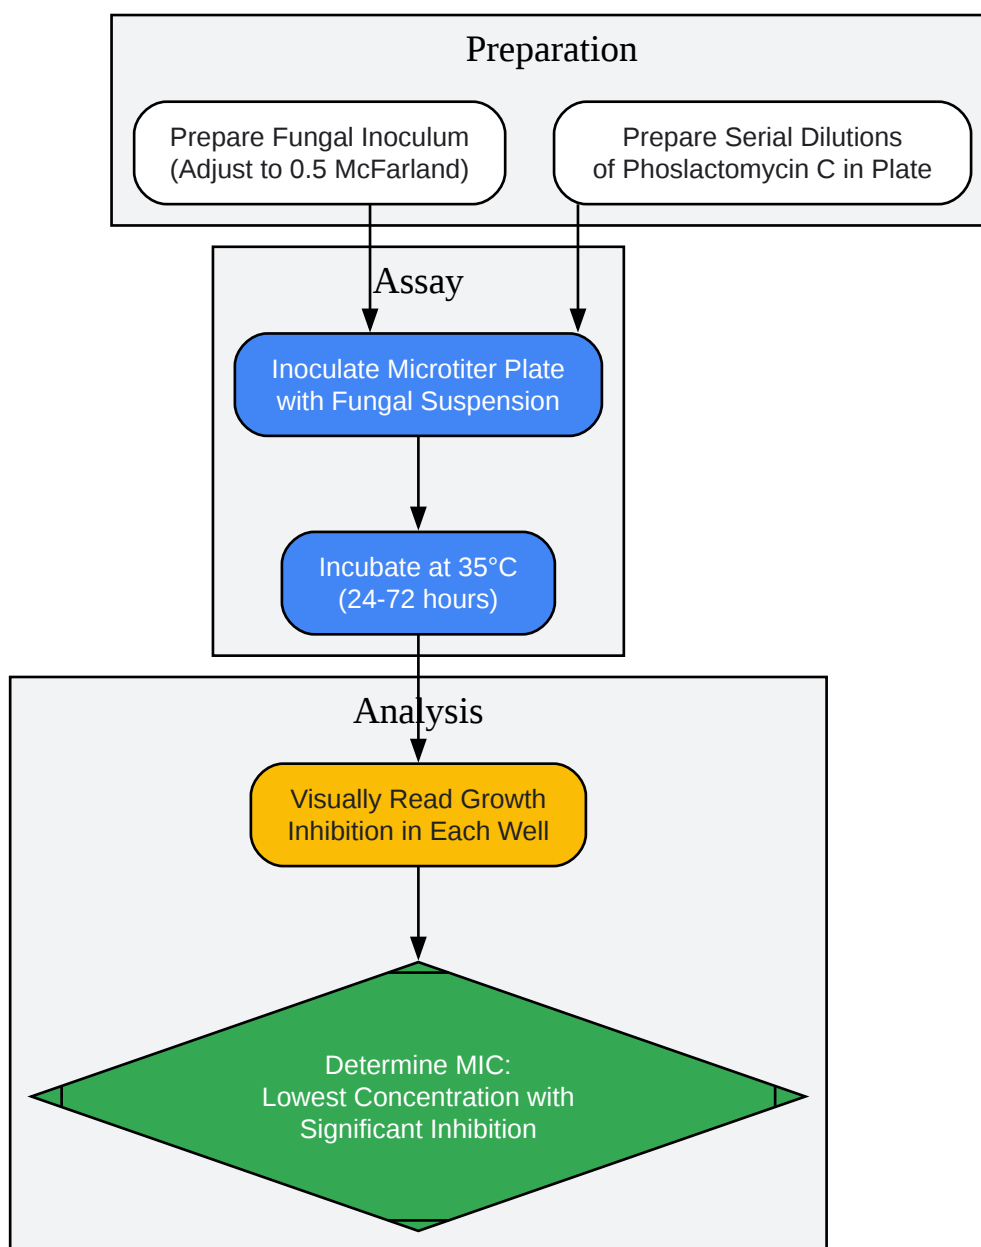 Preparation
Prepare Fungal Inoculum
(Adjust to 0.5 McFarland)
Prepare Serial Dilutions
of Phoslactomycin C in Plate
Assay
Inoculate Microtiter Plate
with Fungal Suspension
Incubate at 35°C
(24-72 hours)
Analysis
Visually Read Growth
Inhibition in Each Well
Determine MIC:
Lowest Concentration with
Significant Inhibition